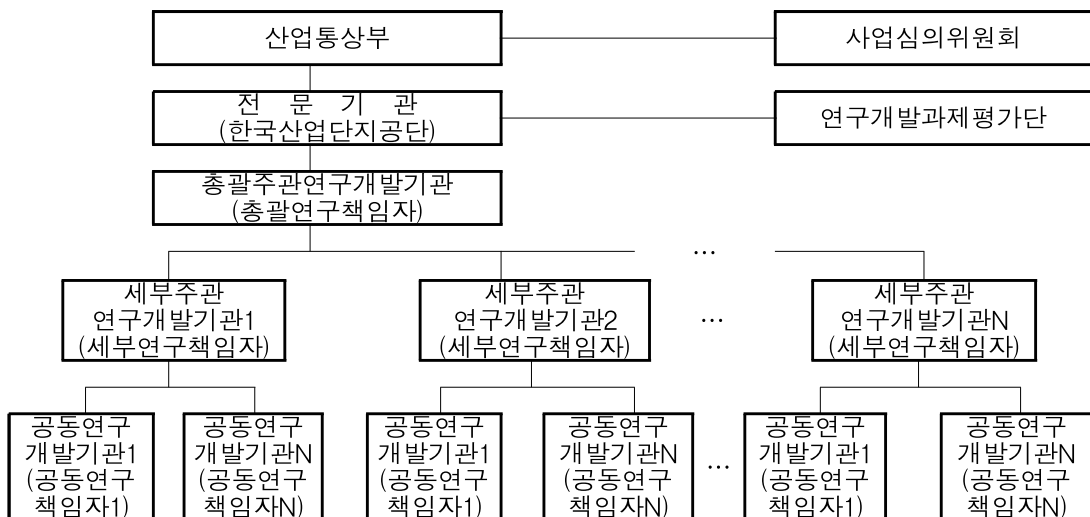 산업통상부
사업심의위원회
전 문 기 관
(한국산업단지공단)
연구개발과제평가단
총괄주관연구개발기관
(총괄연구책임자)
...
세부주관
연구개발기관1
(세부연구책임자)
세부주관
연구개발기관2
(세부연구책임자)
...
세부주관
연구개발기관N
(세부연구책임자)
공동연구
개발기관1
(공동연구
책임자1)
공동연구
개발기관N
(공동연구
책임자N)
공동연구
개발기관1
(공동연구
책임자1)
공동연구
개발기관N
(공동연구
책임자N)
...
공동연구
개발기관1
(공동연구
책임자1)
공동연구
개발기관N
(공동연구
책임자N)